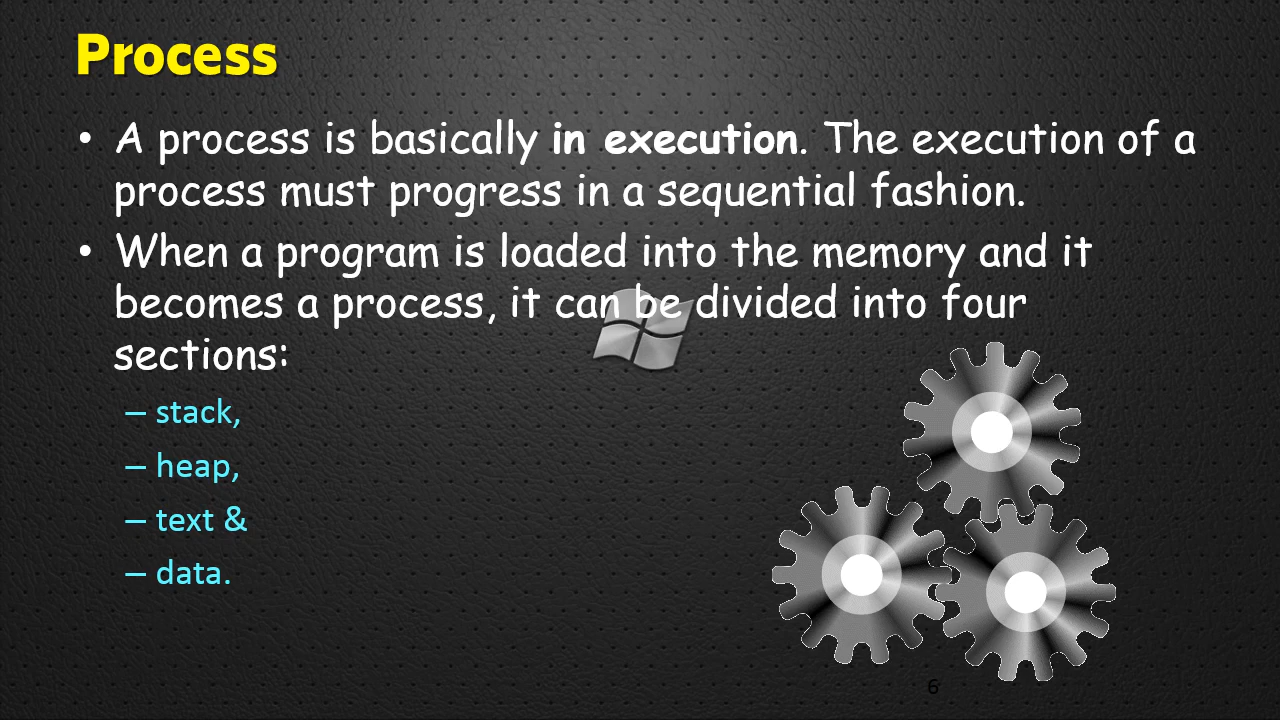 Process
• A process is basically in execution. The execution of a
process must progress in a sequential fashion.
• When a program is loaded into the memory and it
becomes a process, it can be divided into four
sections:
– stack,
– heap,
– text &
– data.
6